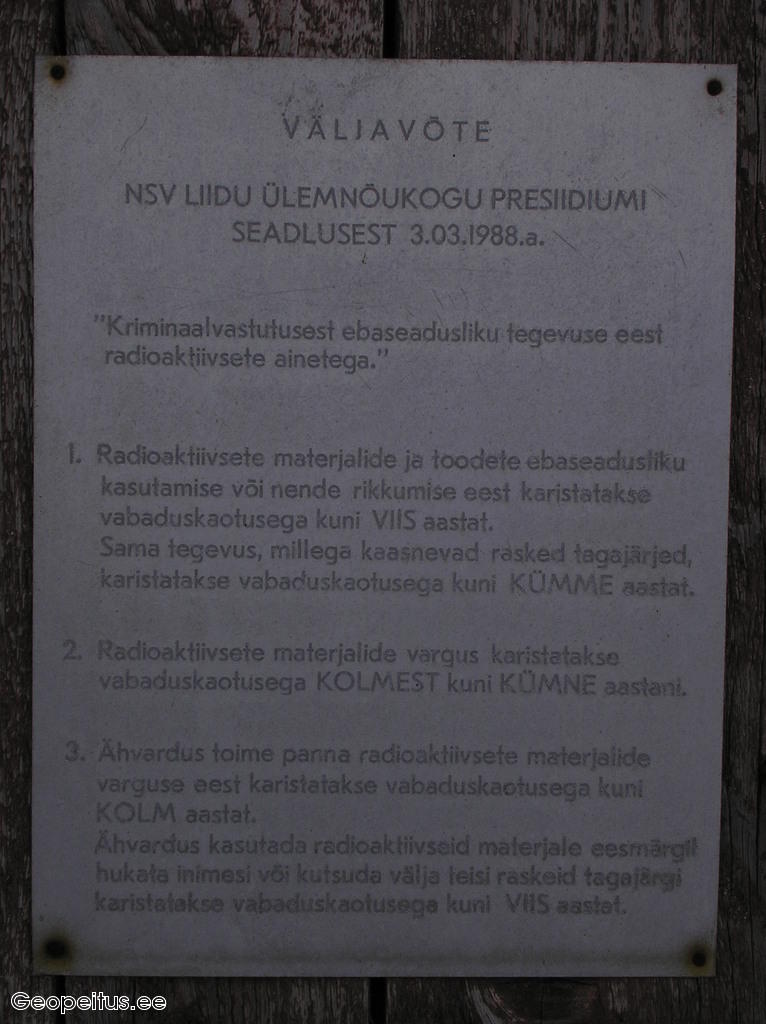 VÄLJAVÕTE
NSV LIIDU ÜLEMNÕUKOGU PRESIIDIUMI
SEADLUSEST 3.03.1988.a.
"Kriminaalvastutusest ebaseadusliku tegevuse eest
radioaktiivsete ainetega."
1. Radioaktiivsete materjalide ja toodete ebaseadusliku
kasutamise või nende rikkumise eest karistatakse
vabaduskaotusega kuni VIIS aastat.
Sama tegevus, millega kaasnevad rasked tagajärjed,
karistatakse vabaduskaotusega kuni KÜMME aastat.
2. Radioaktiivsete materjalide vargus karistatakse
vabaduskaotusega KOLMEST kuni KÜMNE aastani.
3. Ähvardus toime panna radioaktiivsete materjalide
varguse eest karistatakse vabaduskaotusega kuni
KOLM aastat.
Ähvardus kasutada radioaktiivseid materjale eesmärgil
hukata inimesi või kutsuda välja teisi raskeid tagajärgi
karistatakse vabaduskaotusega kuni VIIS aastat.
Geopeitus.ee